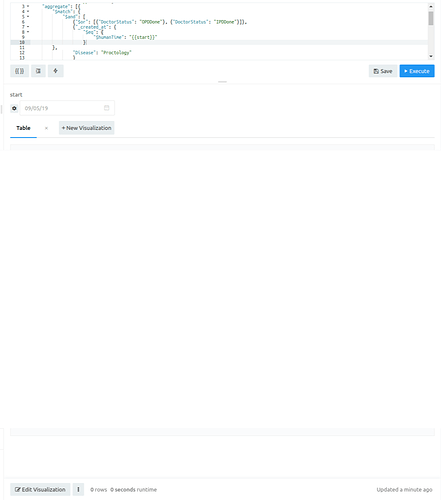 3 "aggregate": [{
4 "$match": {
5 "$and": [
6 {"$or": [{"DoctorStatus": "OPDDone"}, {"DoctorStatus": "IPDDone"}]},
7 {"_created_at": {
8 "$eq": {
9 "$humanTime": "{{start}}"
10 }
11 },
12 "Disease": "Proctology"
13 }
{{ }}
Save
Execute
start
09/05/19
Table
+ New Visualization
Edit Visualization
0 rows 0 seconds runtime
Updated a minute ago